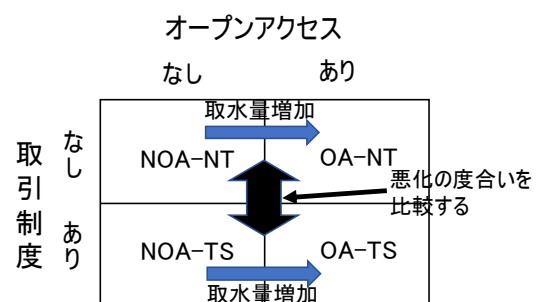 オープンアクセス
なし あり
取引制度
なし
あり
取水量増加
NOA-NT OA-NT
悪化の度合いを
比較する
NOA-TS OA-TS
取水量増加